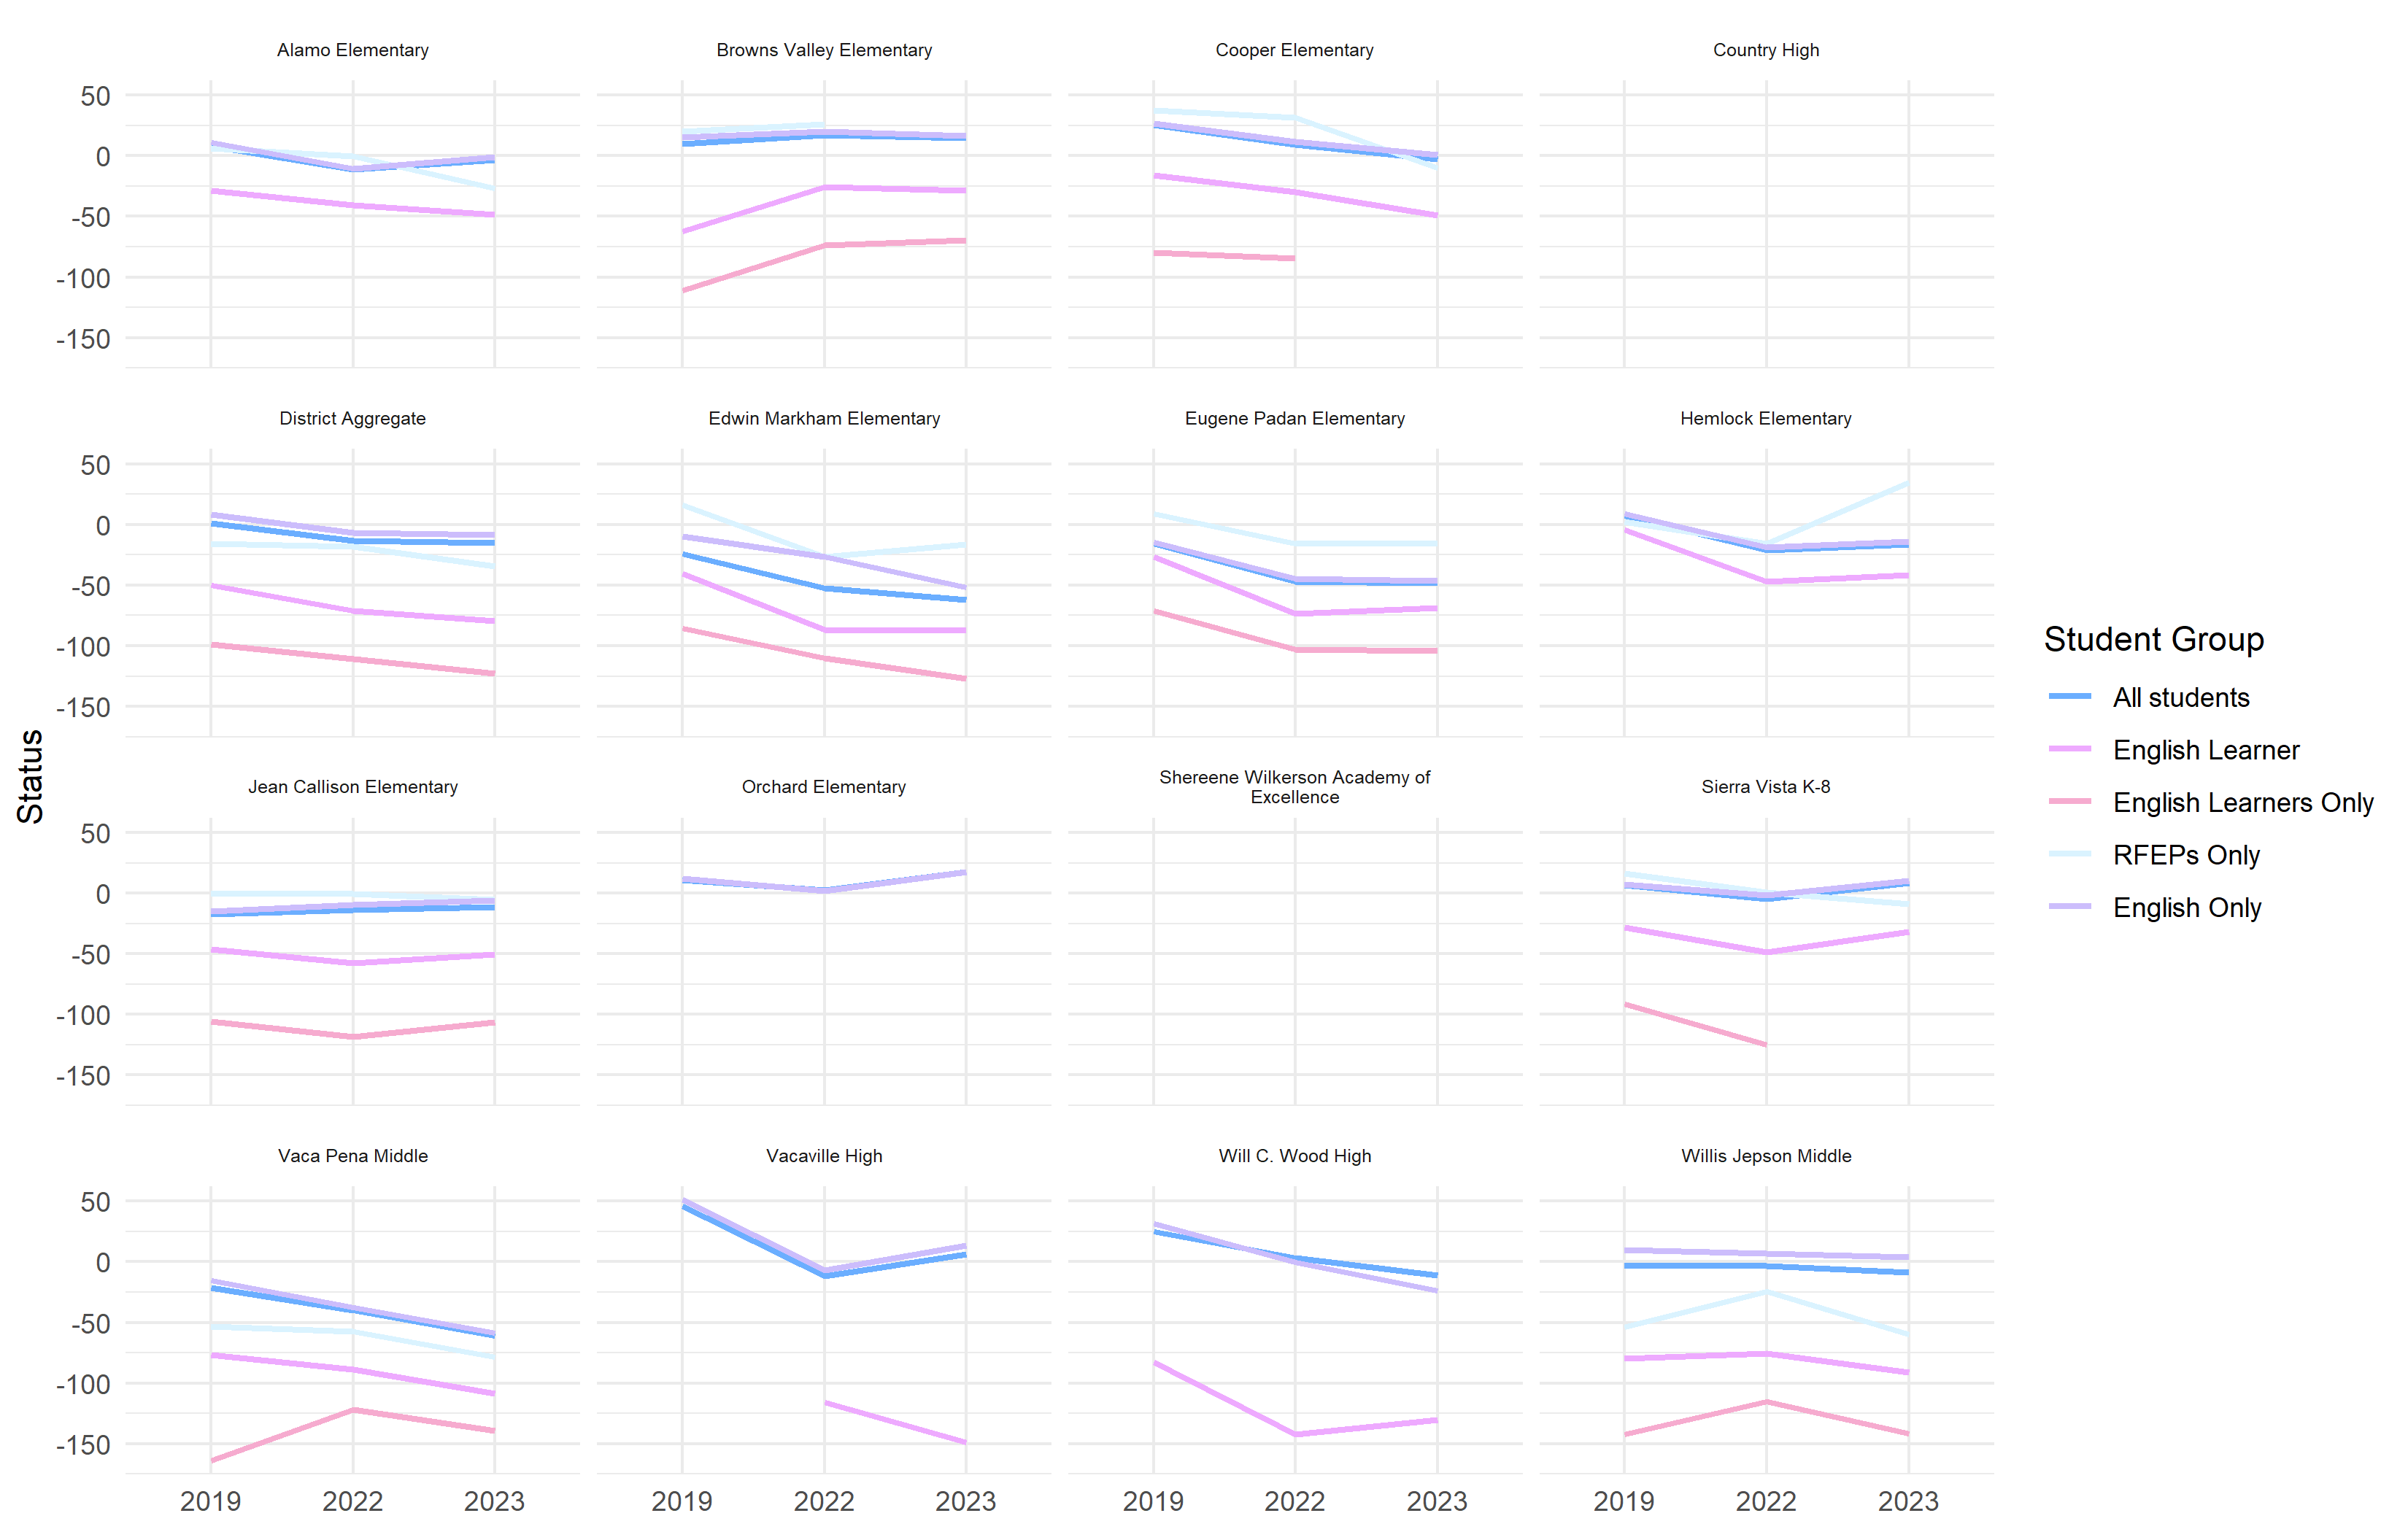 Alamo Elementary
Browns Valley Elementary
Cooper Elementary
Country High
50
0
-50
-100
-150
District Aggregate
Edwin Markham Elementary
Eugene Padan Elementary
Hemlock Elementary
50
0
-50
-100
-150
Jean Callison Elementary
Orchard Elementary
Shereene Wilkerson Academy of
Excellence
Sierra Vista K-8
50
0
-50
-100
-150
Vaca Pena Middle
Vacaville High
Will C. Wood High
Willis Jepson Middle
50
0
-50
-100
-150
2019 2022 2023
2019 2022 2023
2019 2022 2023
2019 2022 2023
Status
Student Group
All students
English Learner
English Learners Only
RFEPs Only
English Only